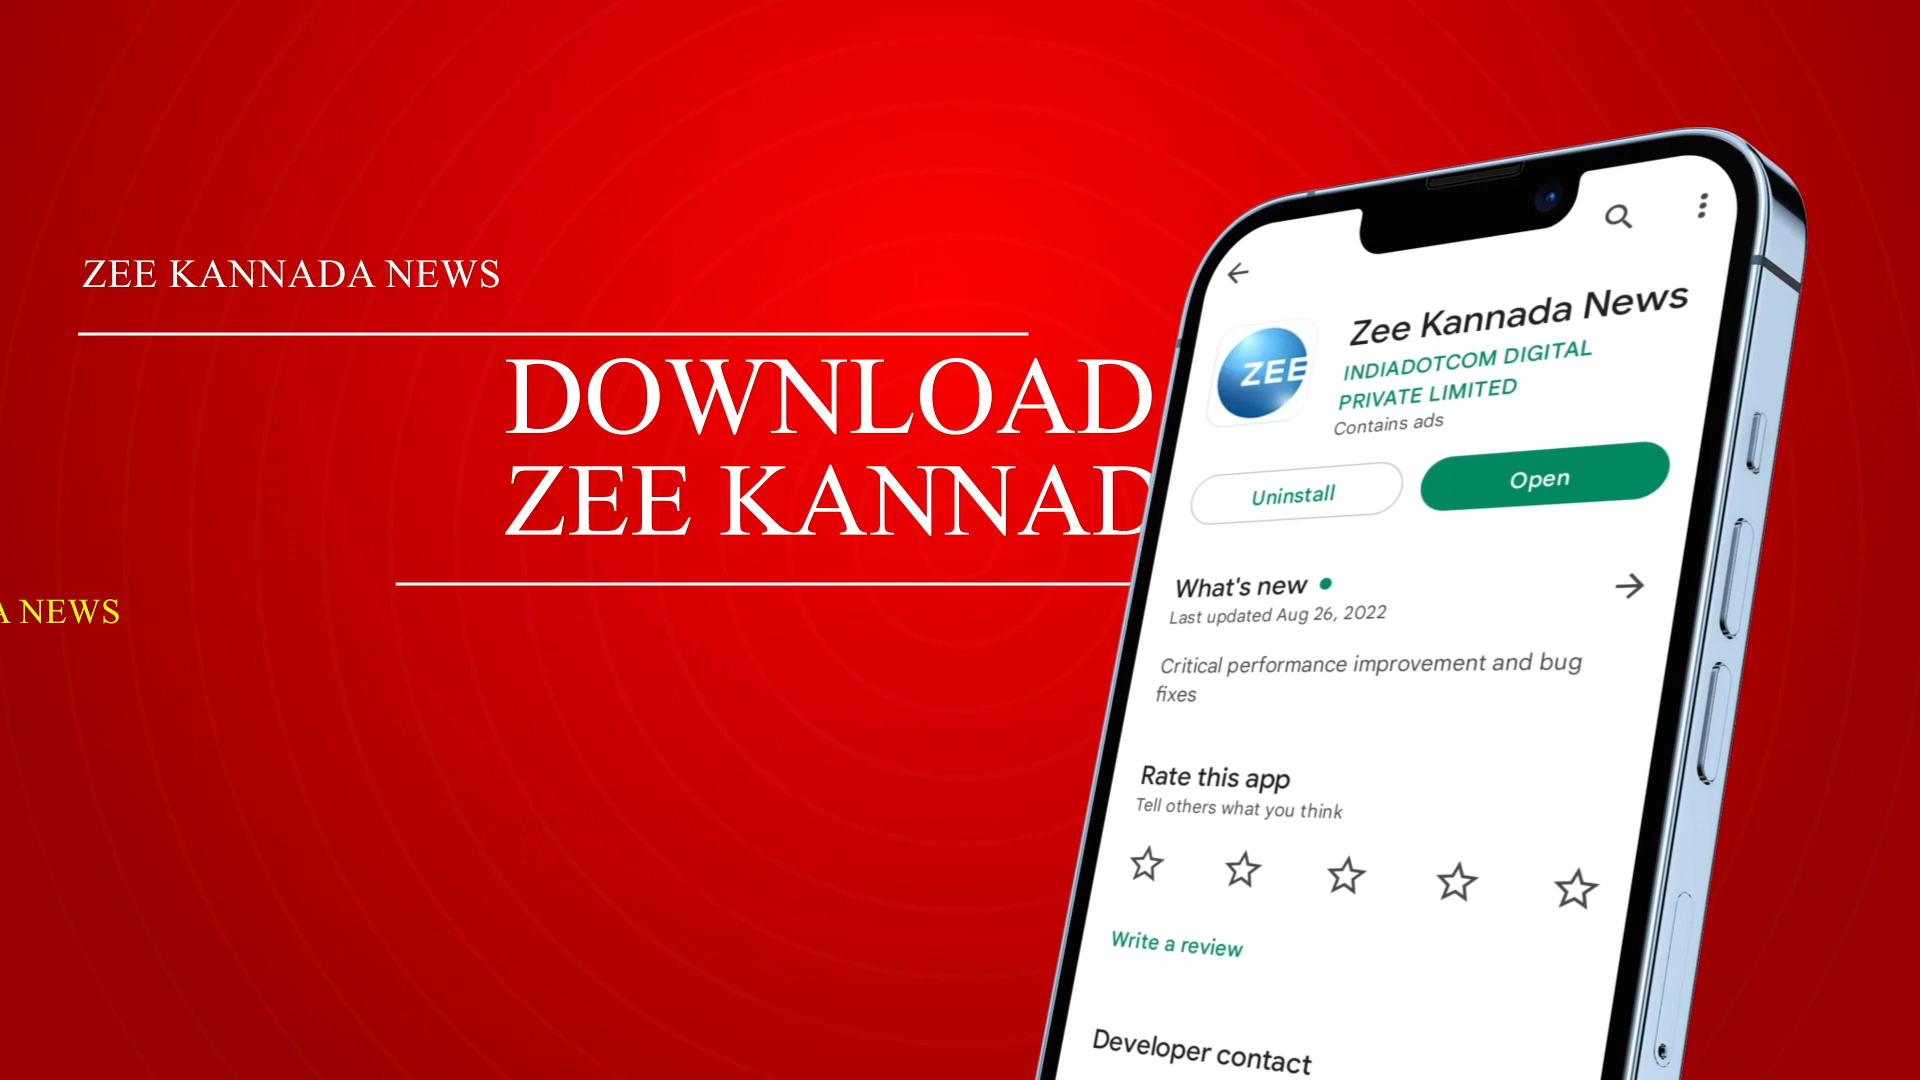 ZEE KANNADA NEWS
DOWNLOAD
ZEE KANNAD
NEWS
Zee Kannada News
INDIADOTCOM DIGITAL
PRIVATE LIMITED
Contains ads
ZEE
Uninstall
Open
What's new
Last updated Aug 26, 2022
Critical performance improvement and bug
fixes
Rate this app
Tell others what you think
Write a review
Developer contact